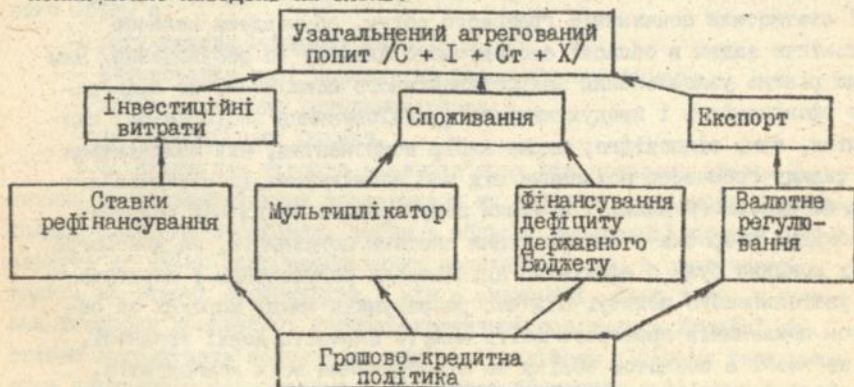 Узагальнений агрегований
попит /С + І + Ст + Х/
Інвестиційні
витрати
Споживання
Експорт
Ставки
рефінансування
Мультиплікатор
Фінансування
дефіциту
державного
Бюджету
Валютне
регулю-
вання
Грошово-кредитна
політика